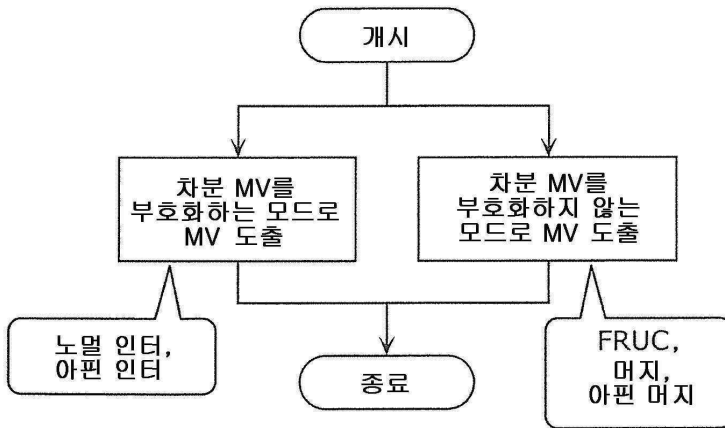 개시
차분 MV를
부호화하는 모드로
MV 도출
차분 MV를
부호화하지 않는
모드로 MV 도출
노멀 인터,
아핀 인터
FRUC,
머지,
아핀 머지
종료